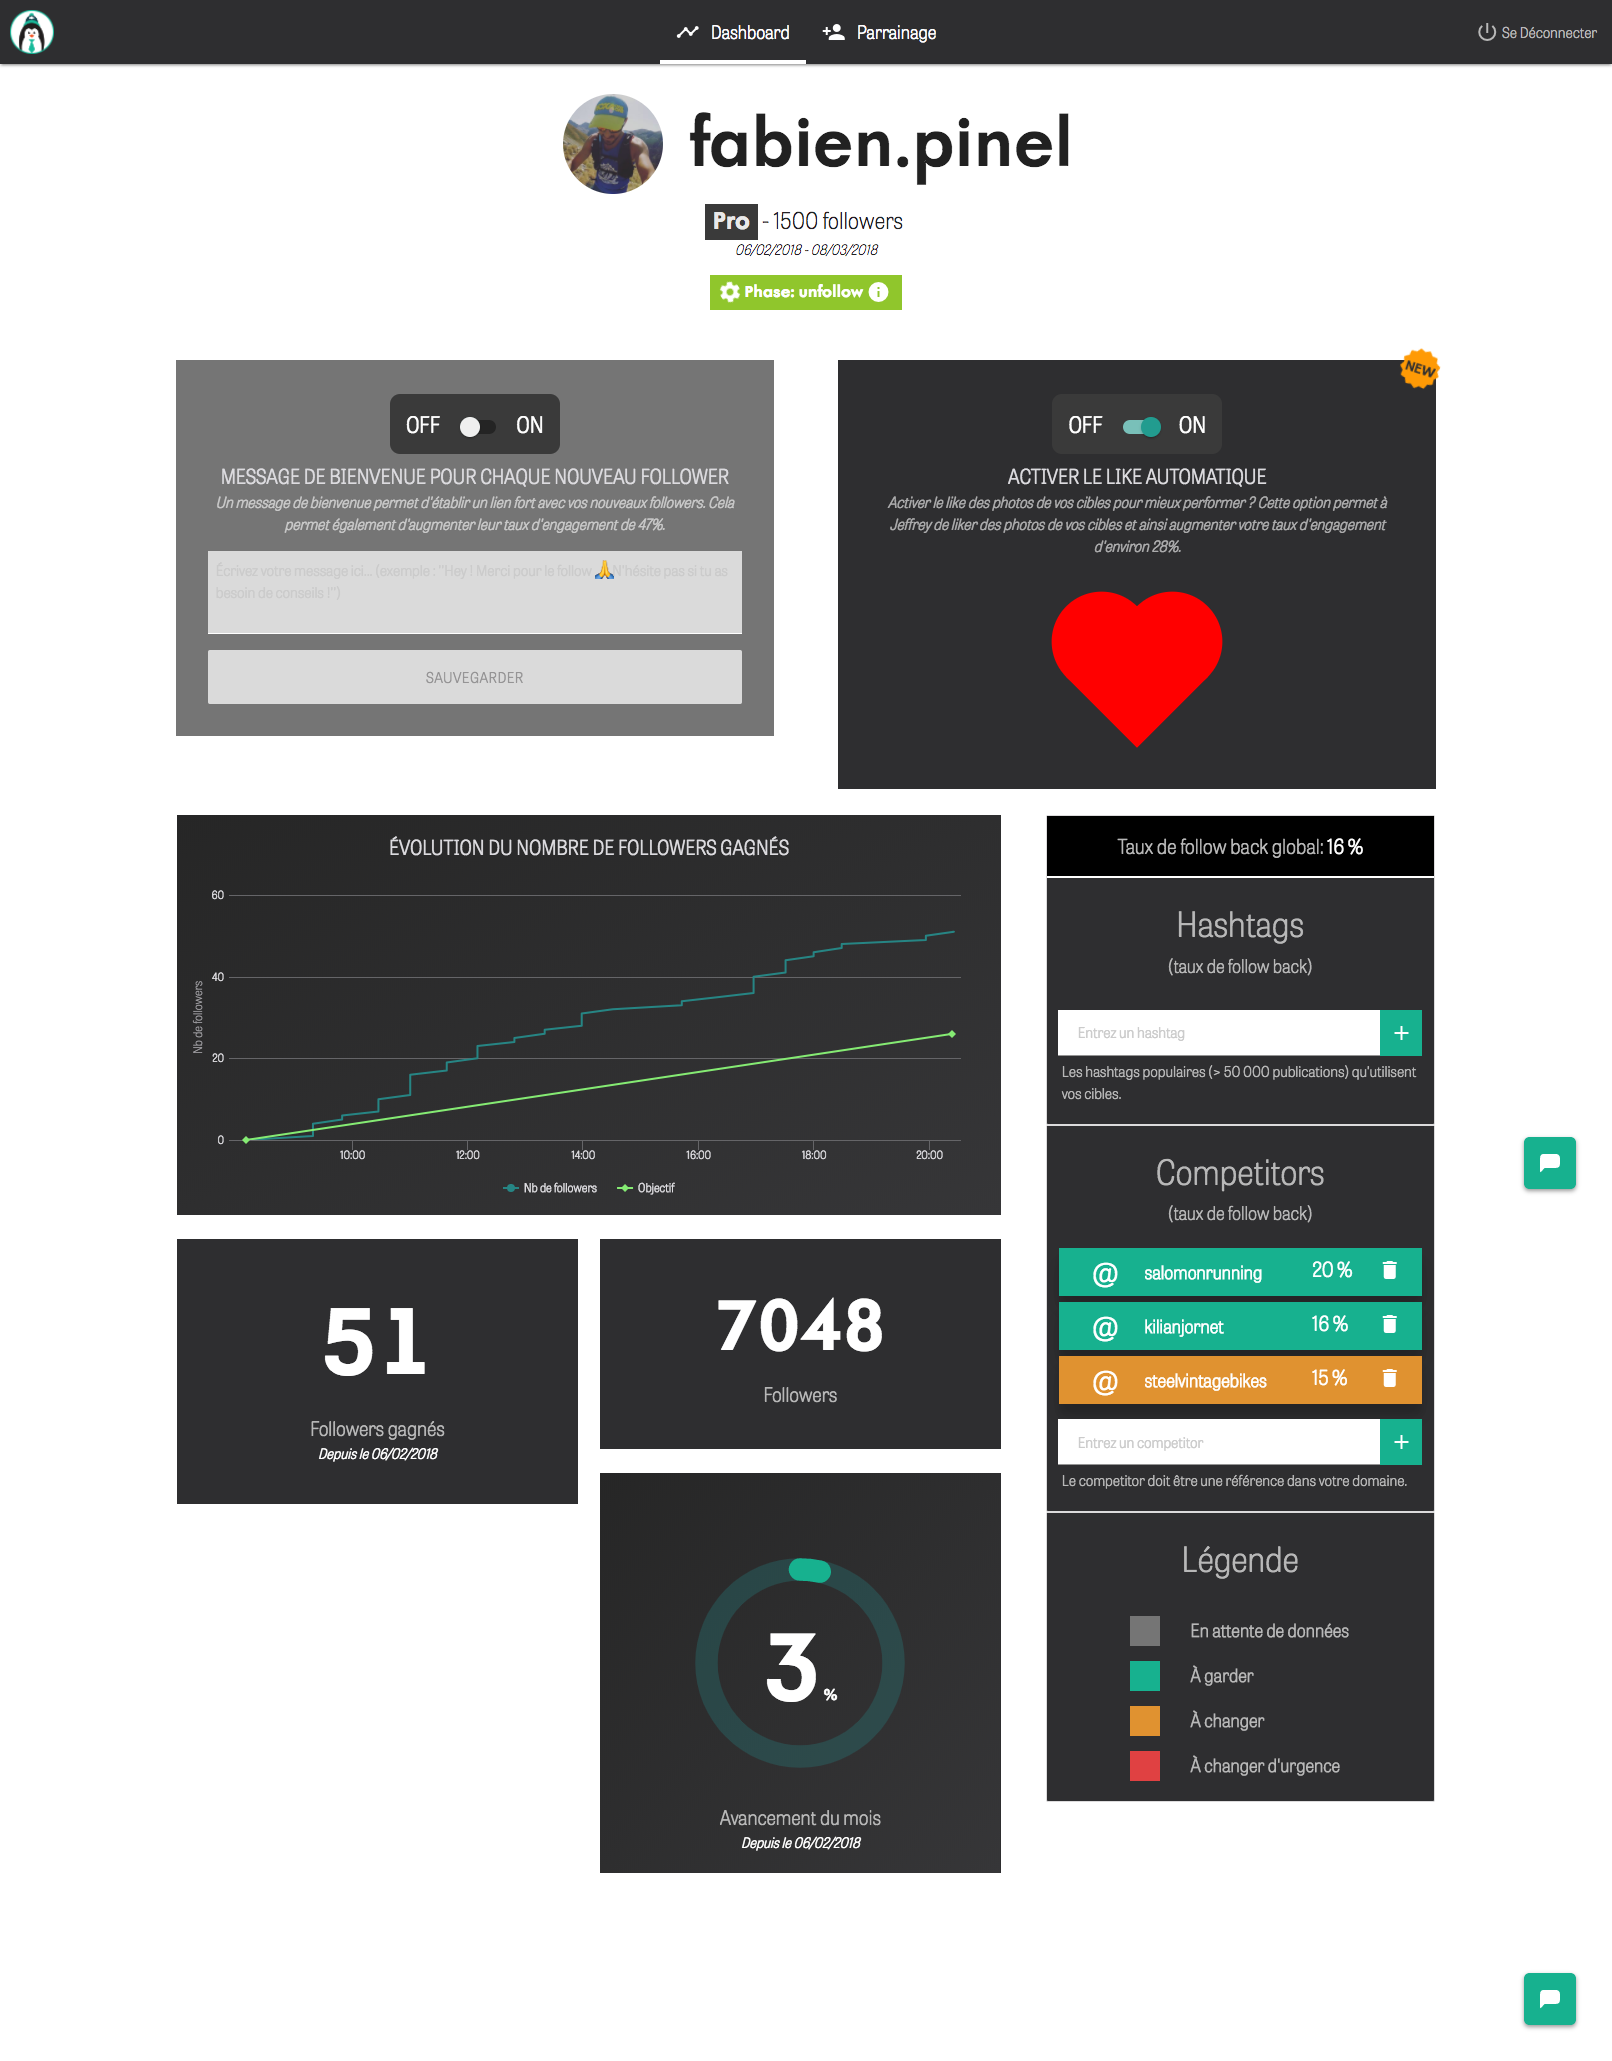 Dashboard
Parrainage
Se Déconnecter
fabien.pinel
Pro - 1500 followers
06/02/2018 - 08/03/2018
Phase: unfollow
OFF ON
MESSAGE DE BIENVENUE POUR CHAQUE NOUVEAU FOLLOWER
Un message de bienvenue permet d'établir un lien fort avec vos nouveaux followers. Cela
permet également d'augmenter leur taux d'engagement de 47%.
Écrivez votre message ici... (exemple : "Hey ! Merci pour le follow 🙏N'hésite pas si tu as
besoin de conseils !")
SAUVEGARDER
NEW
OFF ON
ACTIVER LE LIKE AUTOMATIQUE
Activer le like des photos de vos cibles pour mieux performer ? Cette option permet à
Jeffrey de liker des photos de vos cibles et ainsi augmenter votre taux d'engagement
d'environ 28%.
ÉVOLUTION DU NOMBRE DE FOLLOWERS GAGNÉS
Nb de followers
60
40
20
0
10:00 12:00 14:00 16:00 18:00 20:00
Nb de followers Objectif
51
Followers gagnés
Depuis le 06/02/2018
7048
Followers
3 %
Avancement du mois
Depuis le 06/02/2018
Taux de follow back global: 16 %
Hashtags
(taux de follow back)
Entrez un hashtag +
Les hashtags populaires (> 50 000 publications) qu'utilisent
vos cibles.
Competitors
(taux de follow back)
@ salomonrunning 20 %
@ kilianjornet 16 %
@ steelvintagebikes 15 %
Entrez un competitor +
Le competitor doit être une référence dans votre domaine.
Légende
En attente de données
À garder
À changer
À changer d'urgence